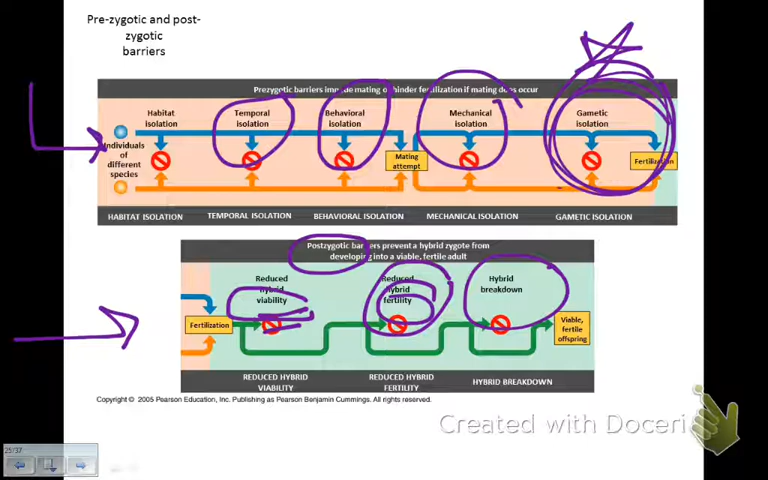 Pre-zygotic and post-
zygotic
barriers
Prezygotic barriers impede mating or hinder fertilization if mating does occur
Habitat
isolation
Temporal
isolation
Behavioral
isolation
Mechanical
isolation
Gametic
isolation
Individuals
of
different
species
Mating
attempt
Fertilization
HABITAT ISOLATION
TEMPORAL ISOLATION
BEHAVIORAL ISOLATION
MECHANICAL ISOLATION
GAMETIC ISOLATION
Postzygotic barriers prevent a hybrid zygote from
developing into a viable, fertile adult
Reduced
hybrid
viability
Reduced
hybrid
fertility
Hybrid
breakdown
Fertilization
Viable,
fertile
offspring
REDUCED HYBRID
VIABILITY
REDUCED HYBRID
FERTILITY
HYBRID BREAKDOWN
Copyright © 2005 Pearson Education, Inc. Publishing as Pearson Benjamin Cummings. All rights reserved.
Created with Doceri
25/37